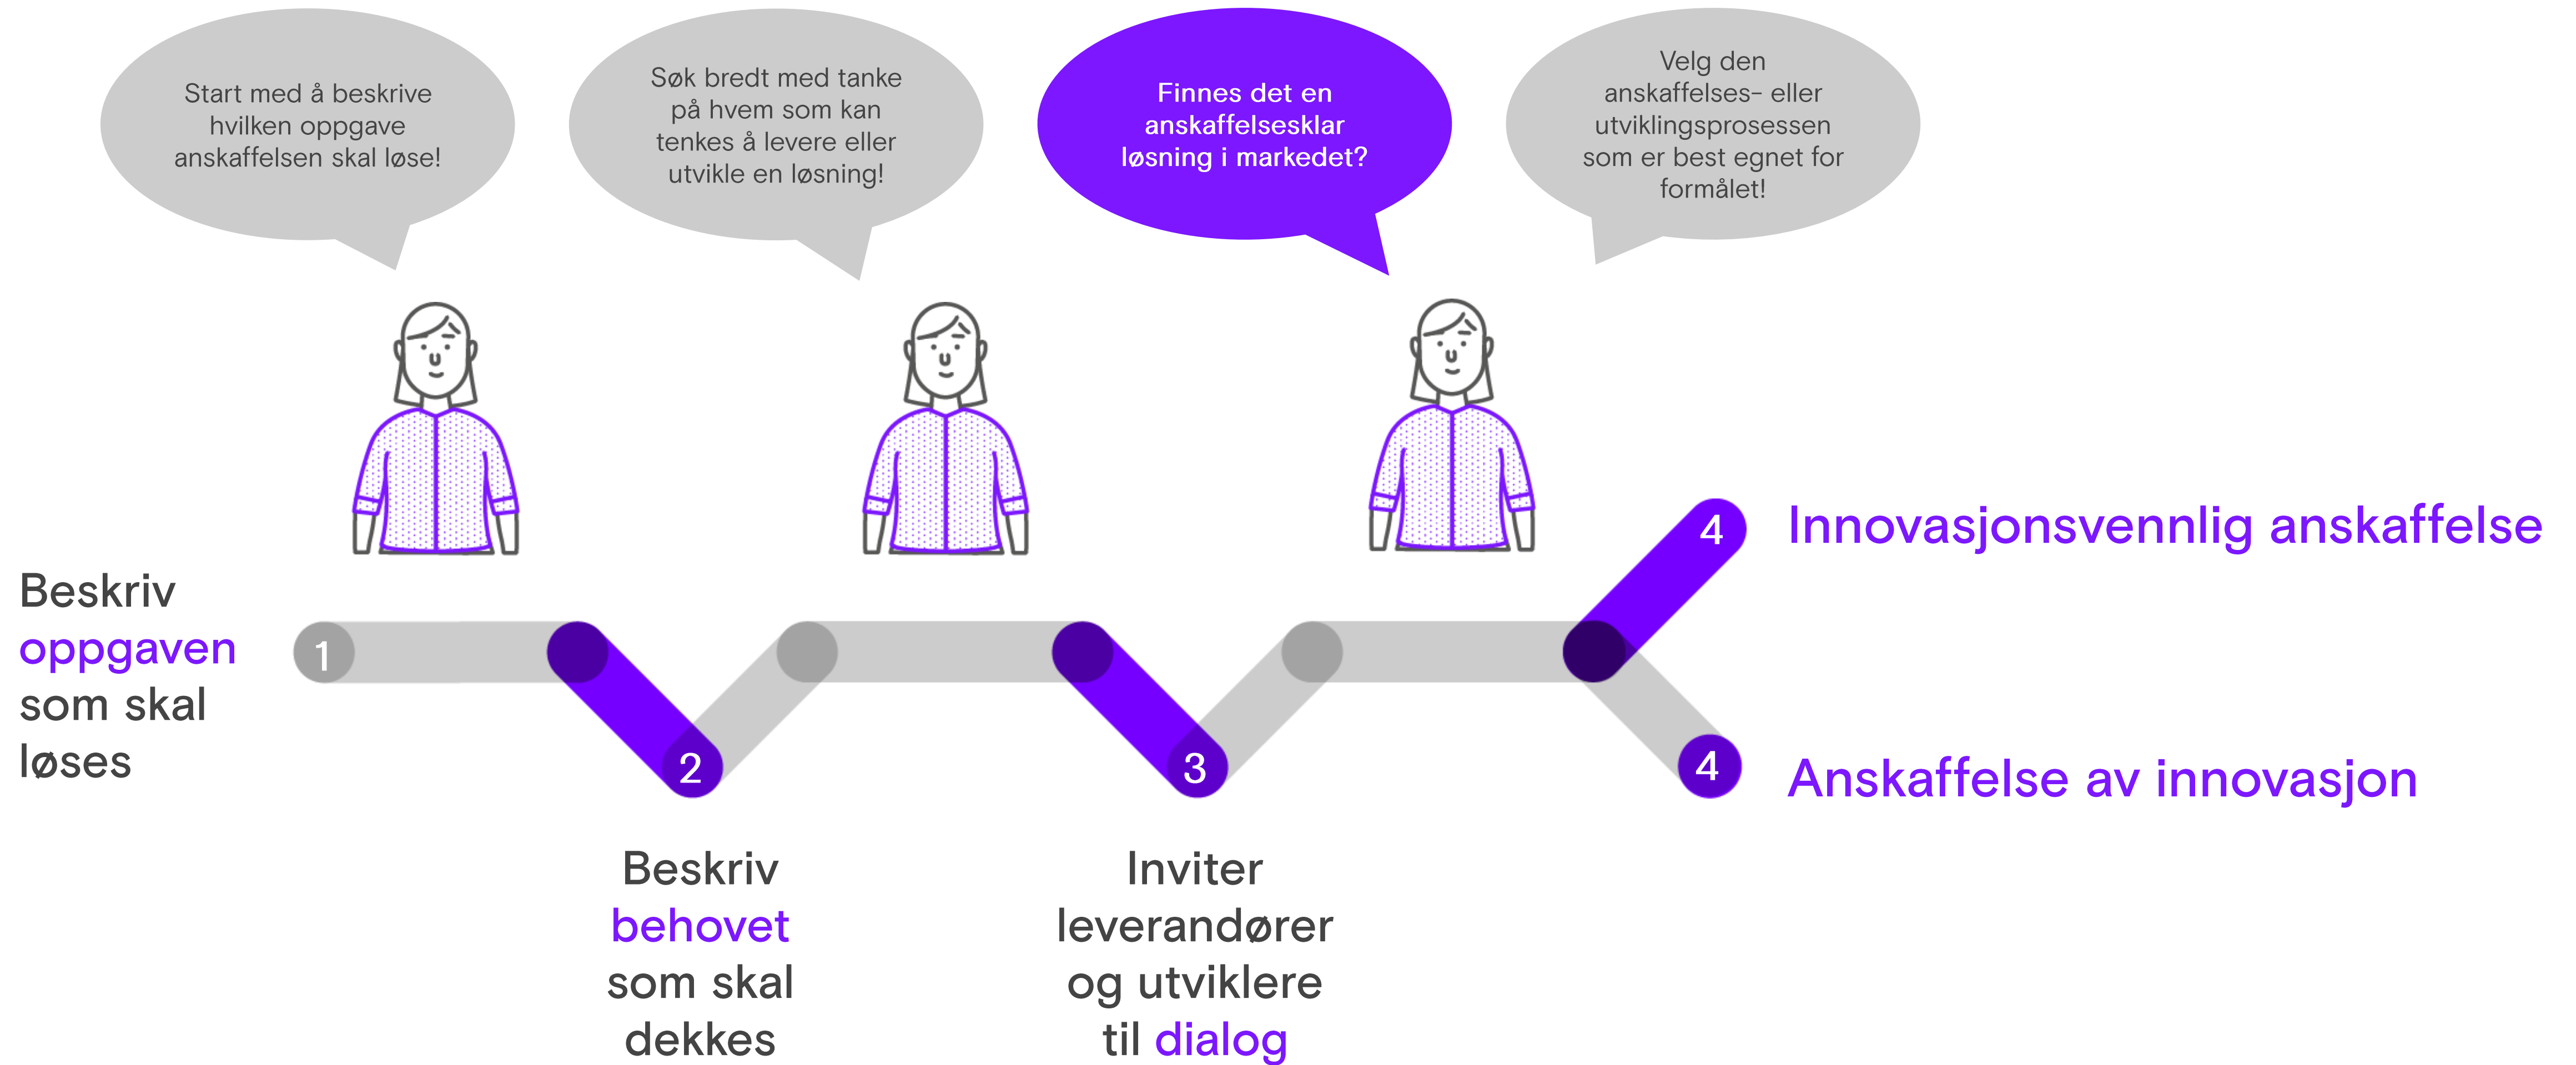 Start med å beskrive
hvilken oppgave
anskaffelsen skal løse!
Søk bredt med tanke
på hvem som kan
tenkes å levere eller
utvikle en løsning!
Finnes det en
anskaffelsesklar
løsning i markedet?
Velg den
anskaffelses- eller
utviklingsprosessen
som er best egnet for
formålet!
Beskriv
oppgaven
som skal
løses
1
2
Beskriv
behovet
som skal
dekkes
3
Inviter
leverandører
og utviklere
til dialog
4
Innovasjonsvennlig anskaffelse
4
Anskaffelse av innovasjon